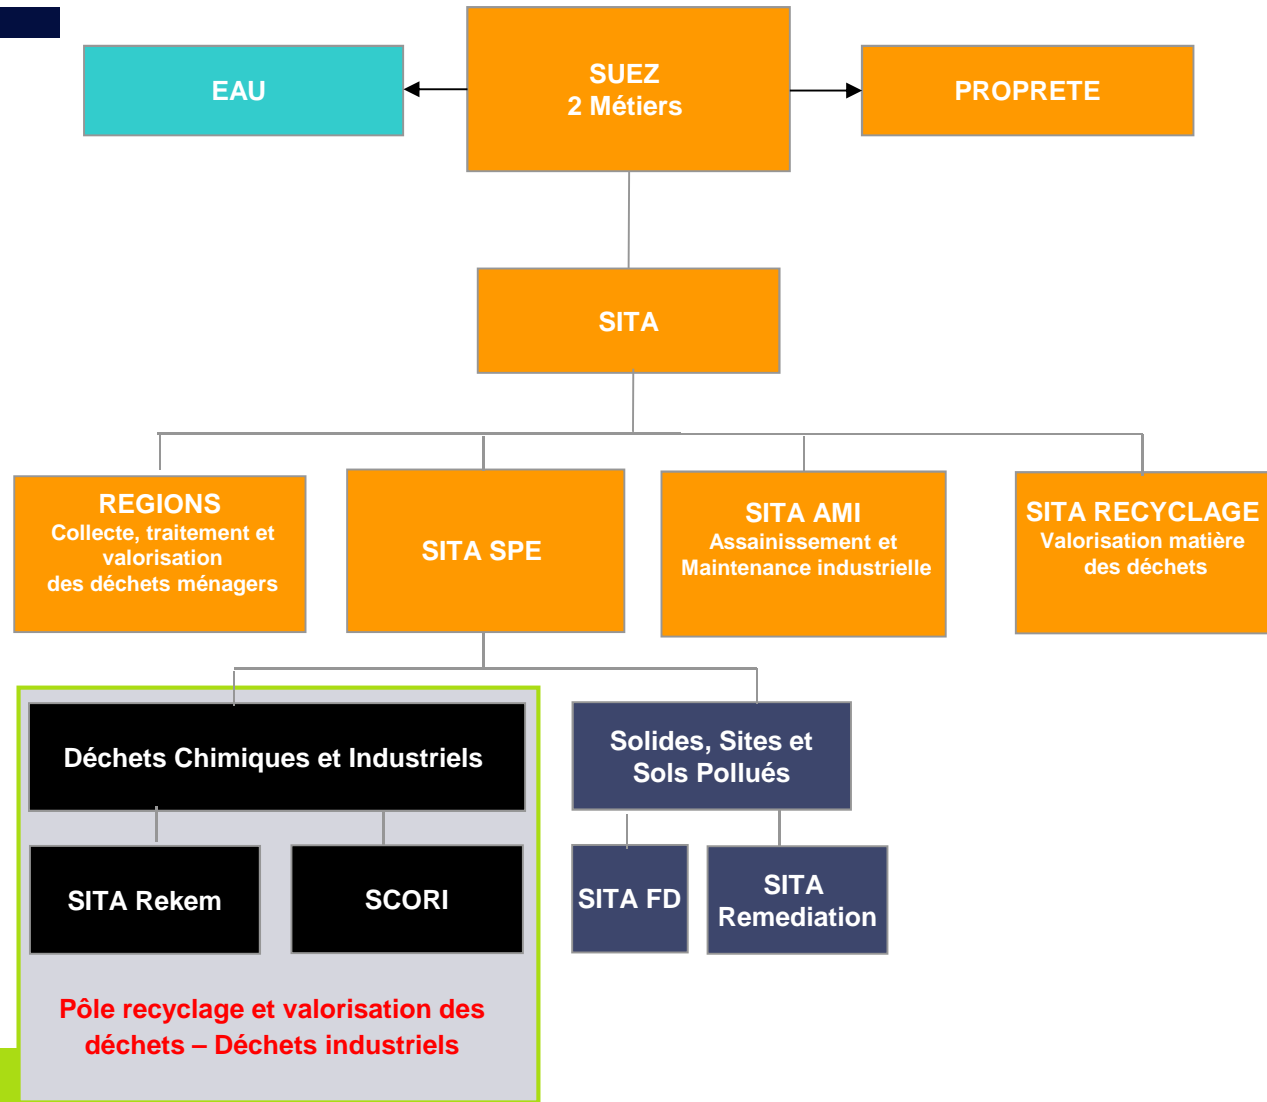 EAU
SUEZ
2 Métiers
PROPRETE
SITA
REGIONS
Collecte, traitement et
valorisation
des déchets ménagers
SITA SPE
SITA AMI
Assainissement et
Maintenance industrielle
SITA RECYCLAGE
Valorisation matière
des déchets
Déchets Chimiques et Industriels
Solides, Sites et
Sols Pollués
SITA Rekem
SCORI
SITA FD
SITA
Remediation
Pôle recyclage et valorisation des
déchets – Déchets industriels